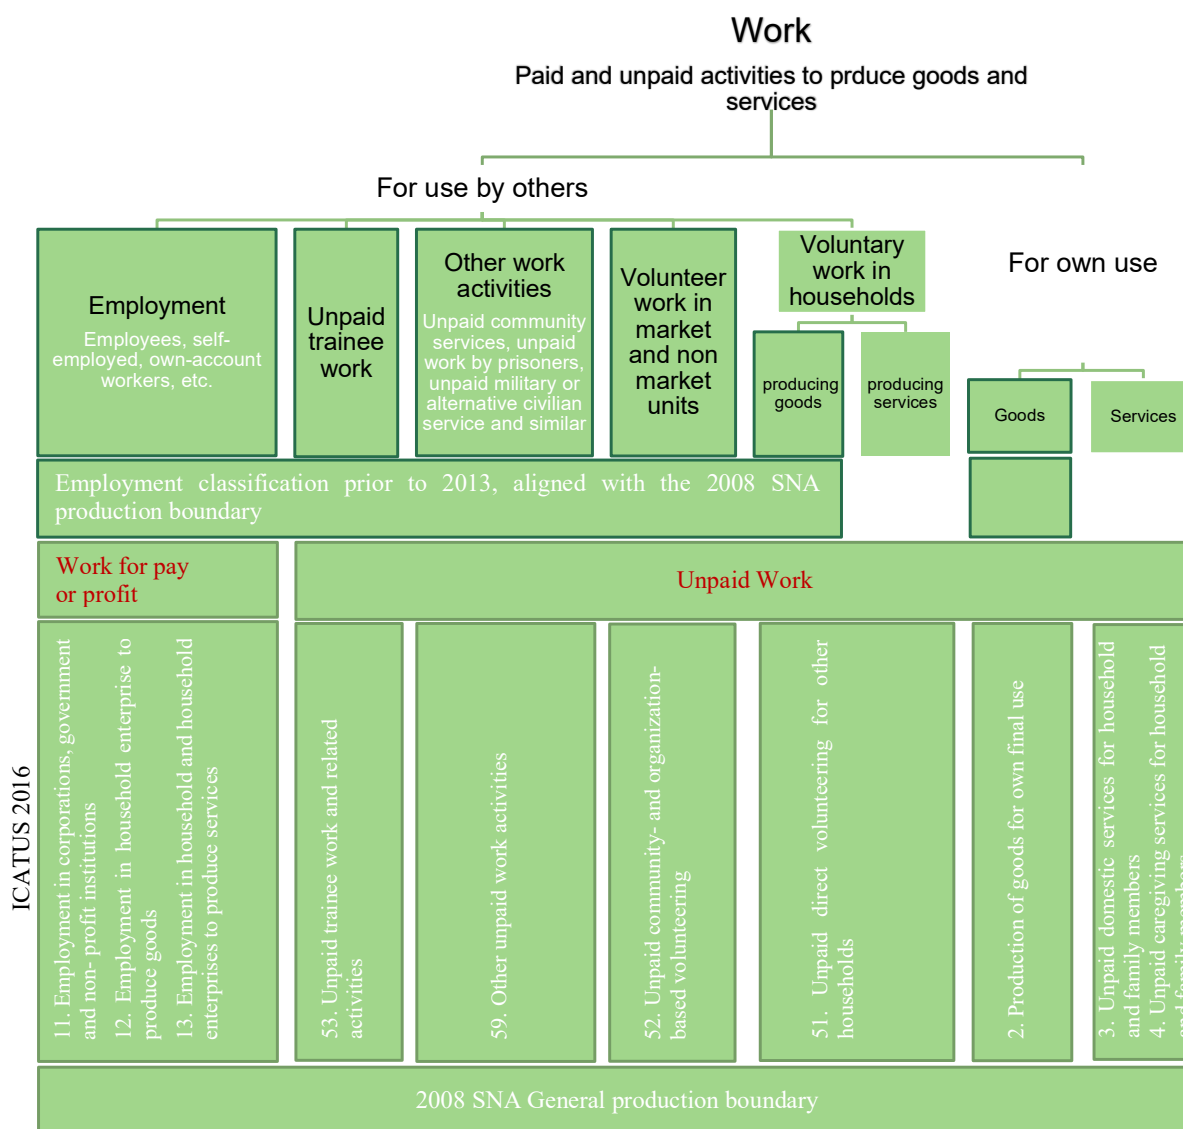 Work
Paid and unpaid activities to prduce goods and
services
For use by others
For own use
Employment
Employees, self-
employed, own-account
workers, etc.
Unpaid
trainee
work
Other work
activities
Unpaid community
services, unpaid
work by prisoners,
unpaid military or
alternative civilian
service and similar
Volunteer
work in
market
and non
market
units
Voluntary
work in
households
producing
goods
producing
services
Goods
Services
Employment classification prior to 2013, aligned with the 2008 SNA
production boundary
Work for pay
or profit
Unpaid Work
ICATUS 2016
11. Employment in corporations, government
and non- profit institutions
12. Employment in household enterprise to
produce goods
13. Employment in household and household
enterprises to produce services
53. Unpaid trainee work and related
activities
59. Other unpaid work activities
52. Unpaid community- and organization-
based volunteering
51. Unpaid direct volunteering for other
households
2. Production of goods for own final use
3. Unpaid domestic services for household
and family members
4. Unpaid caregiving services for household
and family members
2008 SNA General production boundary